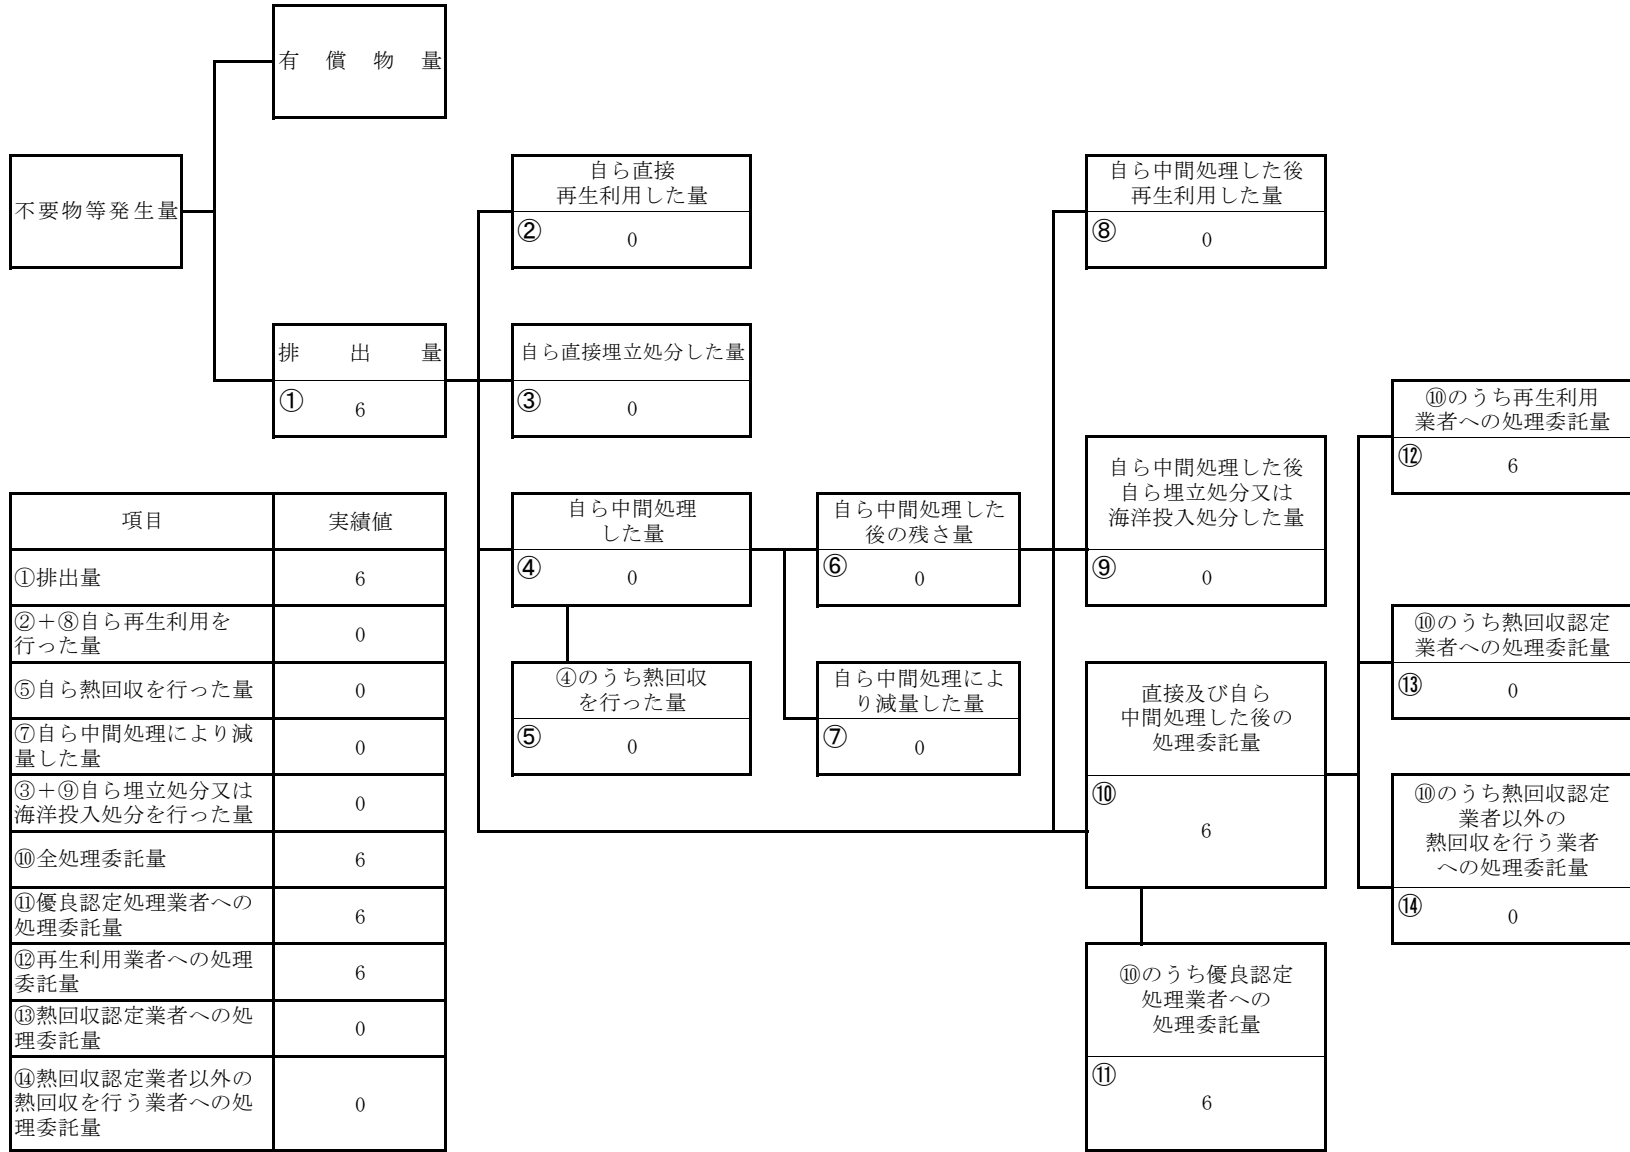 有償物量
不要物等発生量
排出量
① 6
自ら直接
再生利用した量
② 0
自ら直接埋立処分した量
③ 0
自ら中間処理
した量
④ 0
④のうち熱回収
を行った量
⑤ 0
自ら中間処理した
後の残さ量
⑥ 0
自ら中間処理によ
り減量した量
⑦ 0
自ら中間処理した後
再生利用した量
⑧ 0
自ら中間処理した後
自ら埋立処分又は
海洋投入処分した量
⑨ 0
直接及び自ら
中間処理した後の
処理委託量
⑩
6
⑩のうち優良認定
処理業者への
処理委託量
⑪
6
⑩のうち再生利用
業者への処理委託量
⑫ 6
⑩のうち熱回収認定
業者への処理委託量
⑬ 0
⑩のうち熱回収認定
業者以外の
熱回収を行う業者
への処理委託量
⑭ 0
項目 実績値
①排出量 6
②+⑧自ら再生利用を
行った量 0
⑤自ら熱回収を行った量 0
⑦自ら中間処理により減
量した量 0
③+⑨自ら埋立処分又は
海洋投入処分を行った量 0
⑩全処理委託量 6
⑪優良認定処理業者への
処理委託量 6
⑫再生利用業者への処理
委託量 6
⑬熱回収認定業者への処
理委託量 0
⑭熱回収認定業者以外の
熱回収を行う業者への処 0
理委託量